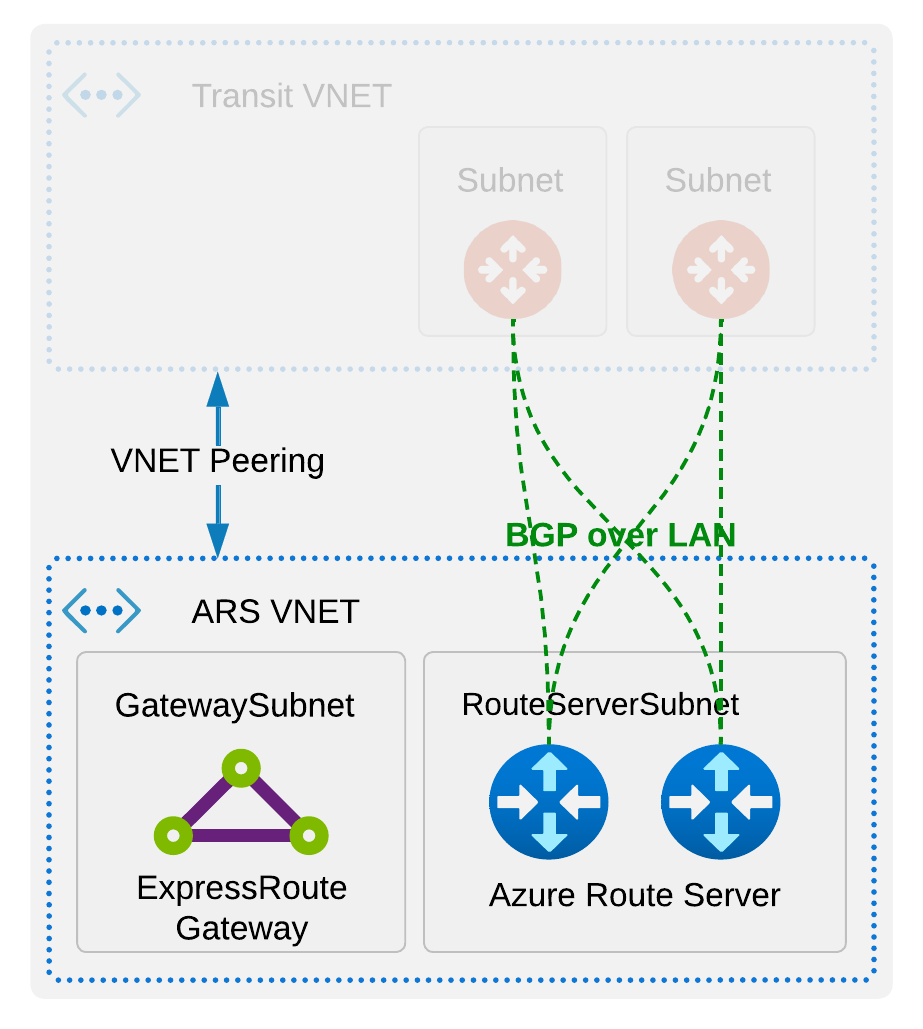 Transit VNET
Subnet
Subnet
VNET Peering
BGP over LAN
ARS VNET
GatewaySubnet
RouteServerSubnet
ExpressRoute
Gateway
Azure Route Server